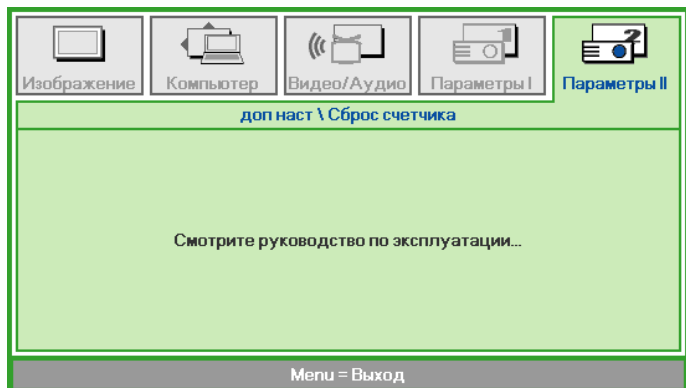 Изображение
Компьютер
Видео/Аудио
Параметры I
Параметры II
доп наст \ Сброс счетчика
Смотрите руководство по эксплуатации...
Menu = Выход